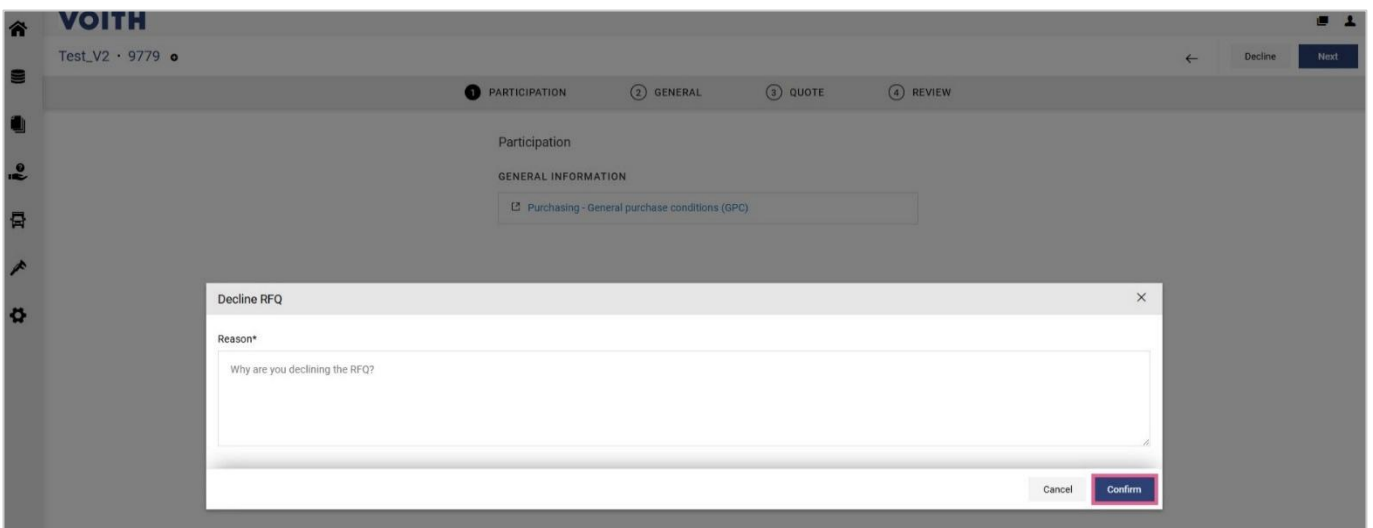 VOITH
Test_V2 · 9779
Decline
Next
1 PARTICIPATION
2 GENERAL
3 QUOTE
4 REVIEW
Participation
GENERAL INFORMATION
Purchasing - General purchase conditions (GPC)
Decline RFQ
Reason*
Why are you declining the RFQ?
Cancel
Confirm